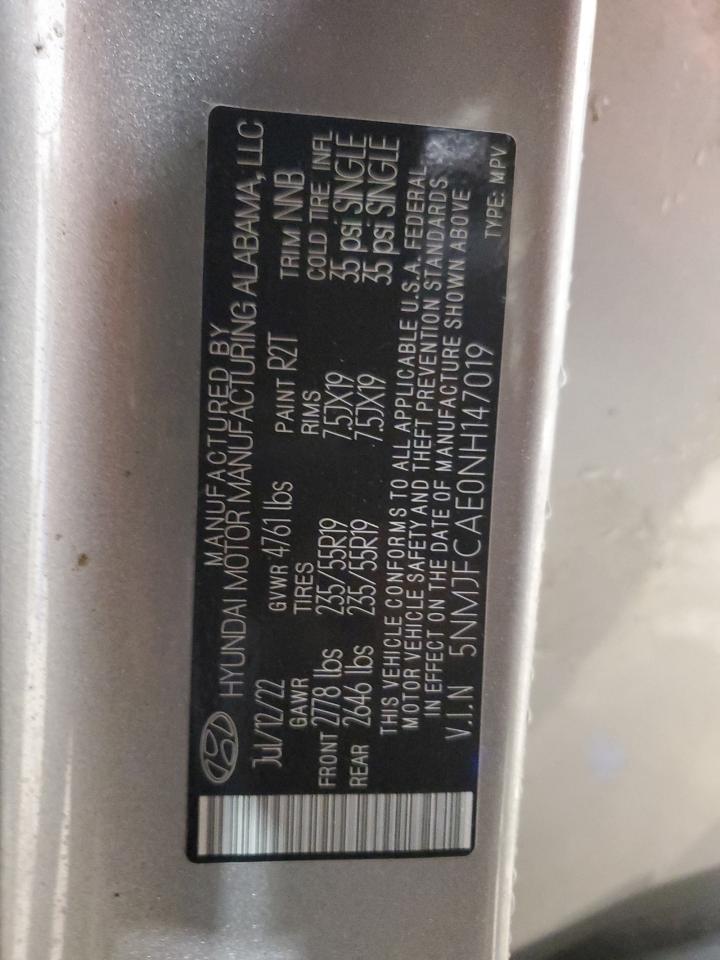 MANUFACTURED BY
HYUNDAI MOTOR MANUFACTURING ALABAMA, LLC
Jul/12/22 GVWR 4761 lbs PAINT R2T TRIM NNB
GAWR TIRES RIMS COLD TIRE INFL
FRONT 2778 lbs 235/55R19 7.5JX19 35 psi SINGLE
REAR 2646 lbs 235/55R19 7.5JX19 35 psi SINGLE
THIS VEHICLE CONFORMS TO ALL APPLICABLE U.S.A. FEDERAL
MOTOR VEHICLE SAFETY AND THEFT PREVENTION STANDARDS
IN EFFECT ON THE DATE OF MANUFACTURE SHOWN ABOVE
V.I.N 5NMJFCAE0NH147019 TYPE: MPV